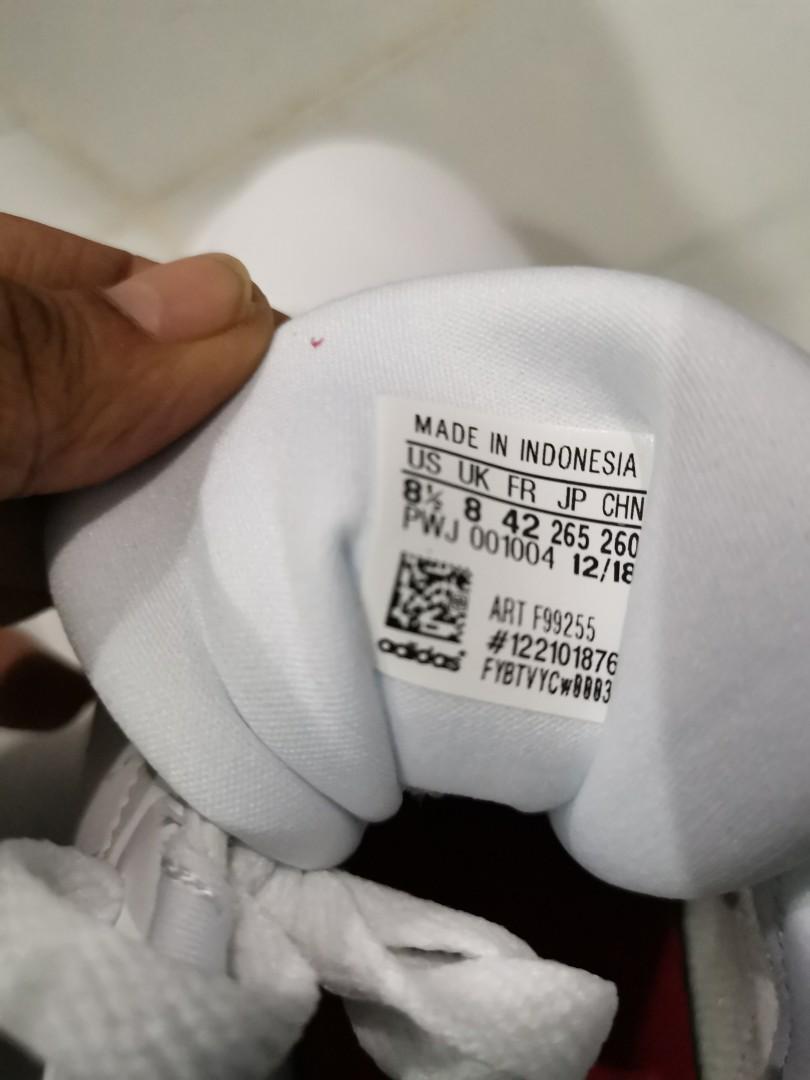 MADE IN INDONESIA
US UK FR JP CHN
8½ 8 42 265 260
PWJ 001004 12/18
ART F99255
#122101876
adidas
FYBTVYCw0003